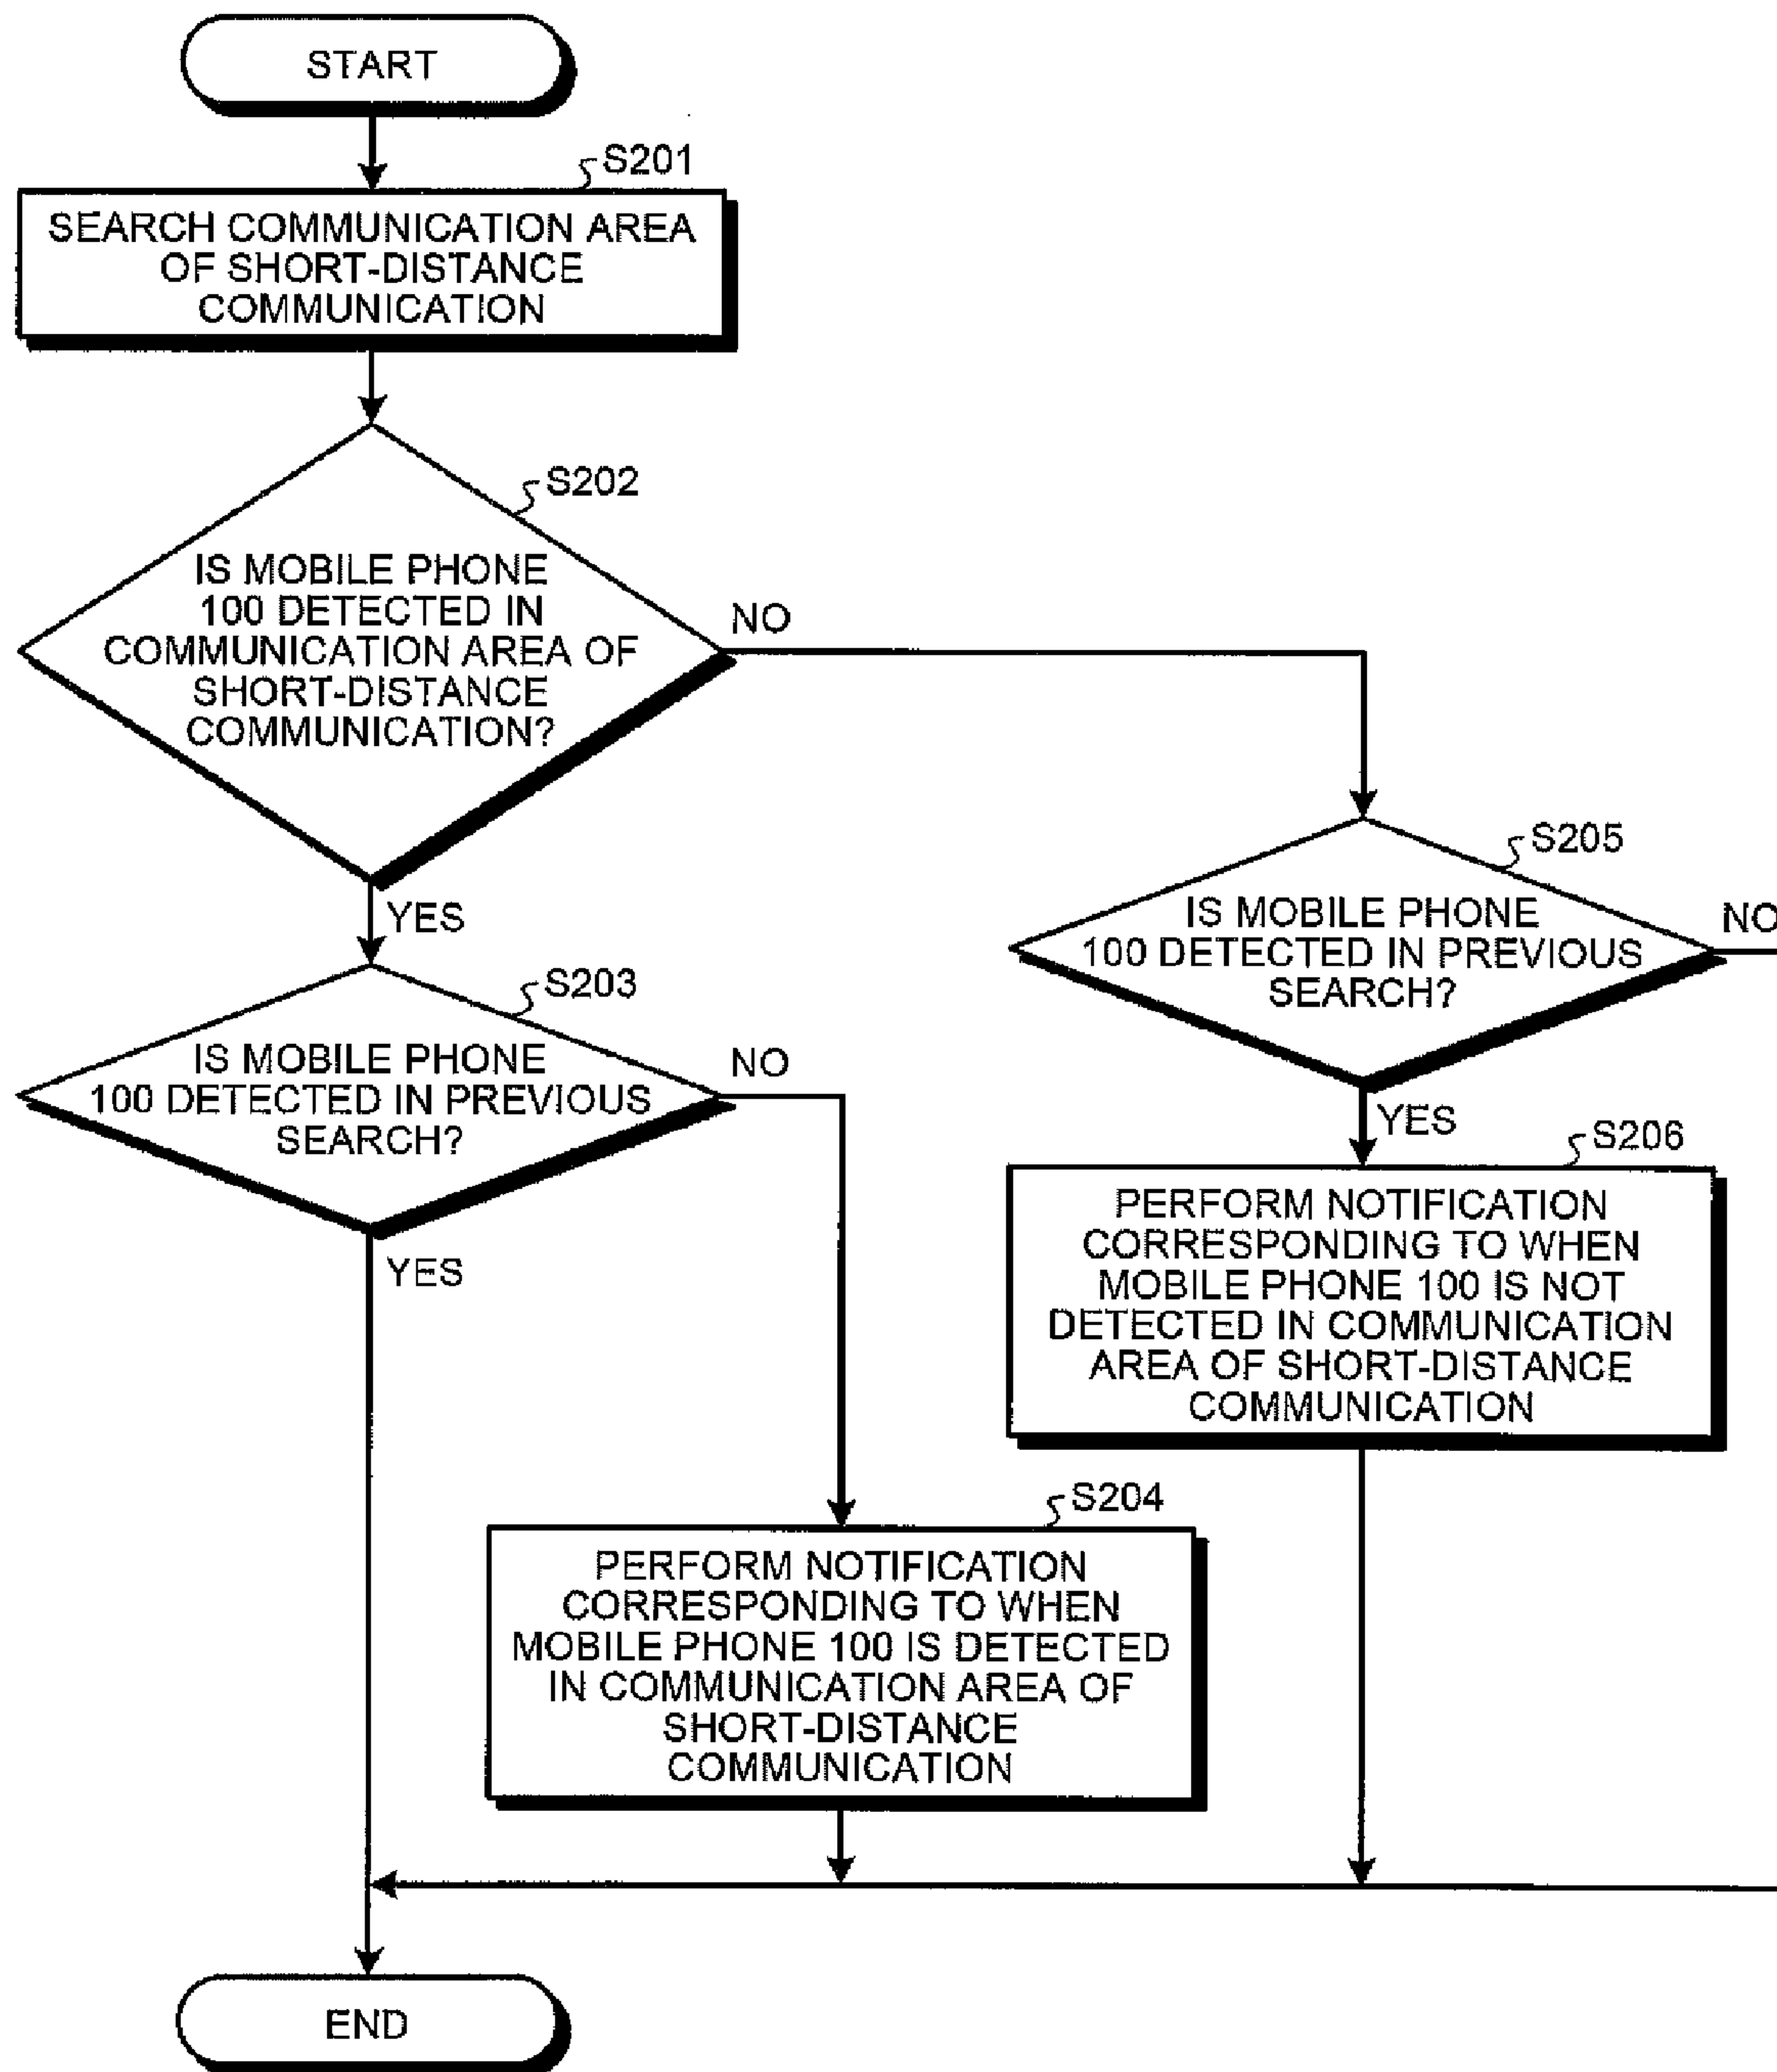 START
S201
SEARCH COMMUNICATION AREA
OF SHORT-DISTANCE
COMMUNICATION
S202
IS MOBILE PHONE
100 DETECTED IN
COMMUNICATION AREA OF
SHORT-DISTANCE
COMMUNICATION?
NO
YES
S203
IS MOBILE PHONE
100 DETECTED IN PREVIOUS
SEARCH?
NO
YES
S205
IS MOBILE PHONE
100 DETECTED IN PREVIOUS
SEARCH?
NO
YES
S206
PERFORM NOTIFICATION
CORRESPONDING TO WHEN
MOBILE PHONE 100 IS NOT
DETECTED IN COMMUNICATION
AREA OF SHORT-DISTANCE
COMMUNICATION
S204
PERFORM NOTIFICATION
CORRESPONDING TO WHEN
MOBILE PHONE 100 IS DETECTED
IN COMMUNICATION AREA OF
SHORT-DISTANCE
COMMUNICATION
END